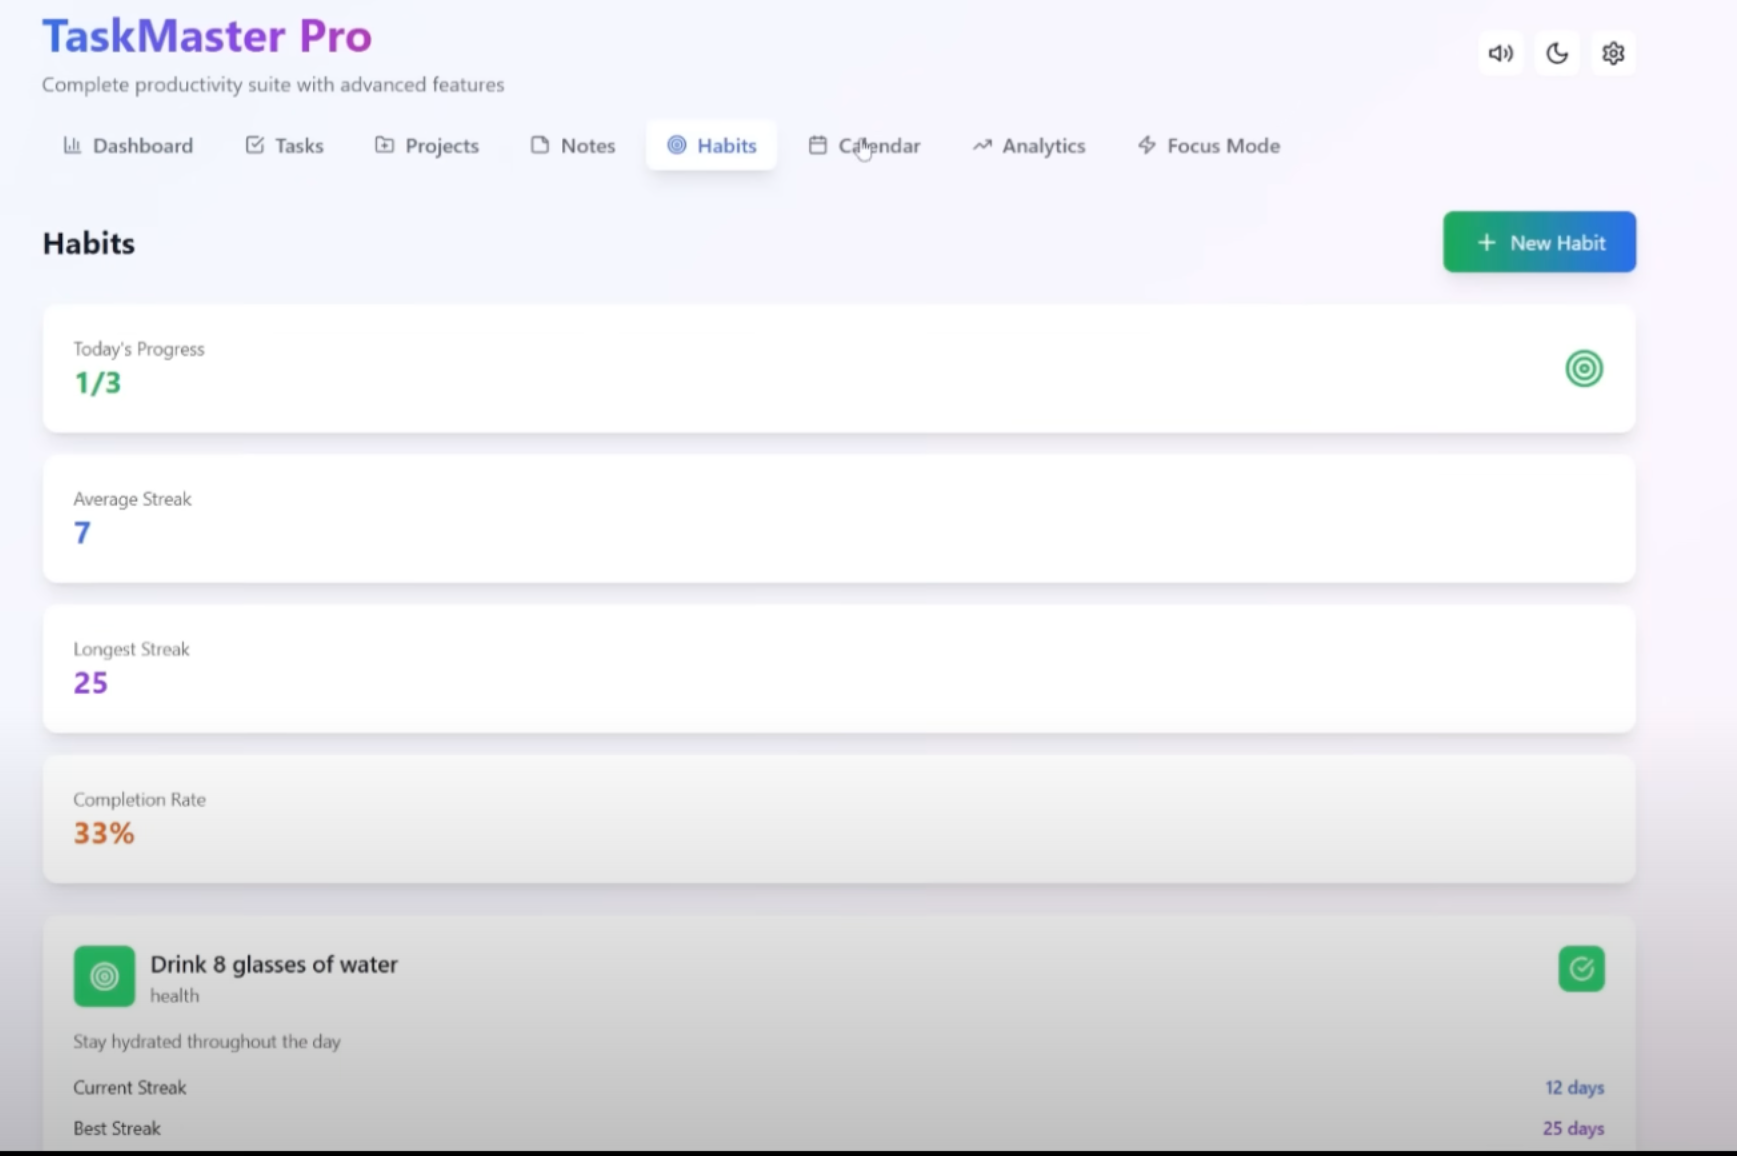 TaskMaster Pro
Complete productivity suite with advanced features
Dashboard Tasks Projects Notes Habits Calendar Analytics Focus Mode
Habits
New Habit
Today's Progress
1/3
Average Streak
7
Longest Streak
25
Completion Rate
33%
Drink 8 glasses of water
health
Stay hydrated throughout the day
Current Streak 12 days
Best Streak 25 days